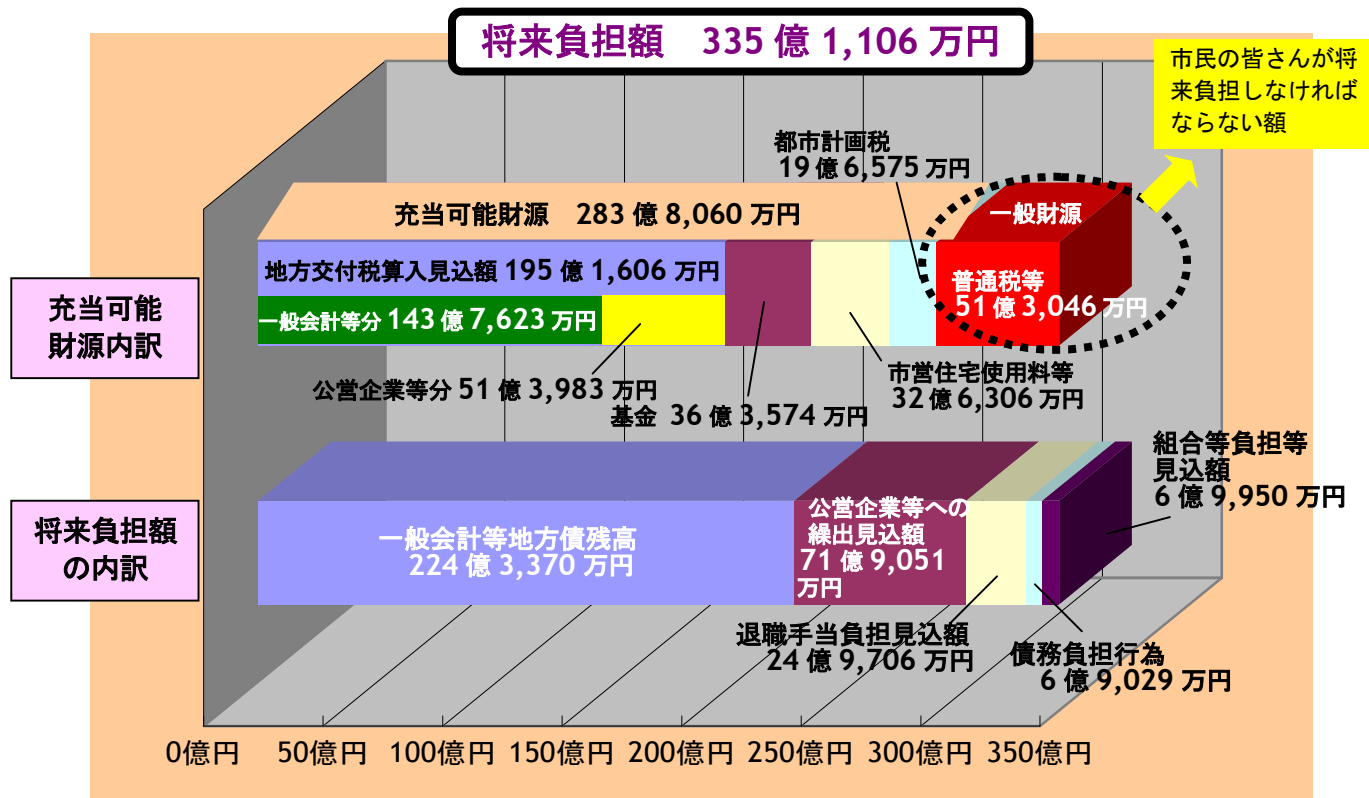 将来負担額 335 億 1,106 万円
市民の皆さんが将
来負担しなければ
ならない額
都市計画税
19 億 6,575 万円
充当可能財源 283 億 8,060 万円
一般財源
地方交付税算入見込額 195 億 1,606 万円
普通税等
51 億 3,046 万円
充当可能
財源内訳
一般会計等分 143 億 7,623 万円
公営企業等分 51 億 3,983 万円
市営住宅使用料等
32 億 6,306 万円
基金 36 億 3,574 万円
組合等負担等
見込額
6 億 9,950 万円
将来負担額
の内訳
一般会計等地方債残高
224 億 3,370 万円
公営企業等への
繰出見込額
71 億 9,051
万円
退職手当負担見込額
24 億 9,706 万円
債務負担行為
6 億 9,029 万円
0億円 50億円 100億円 150億円 200億円 250億円 300億円 350億円